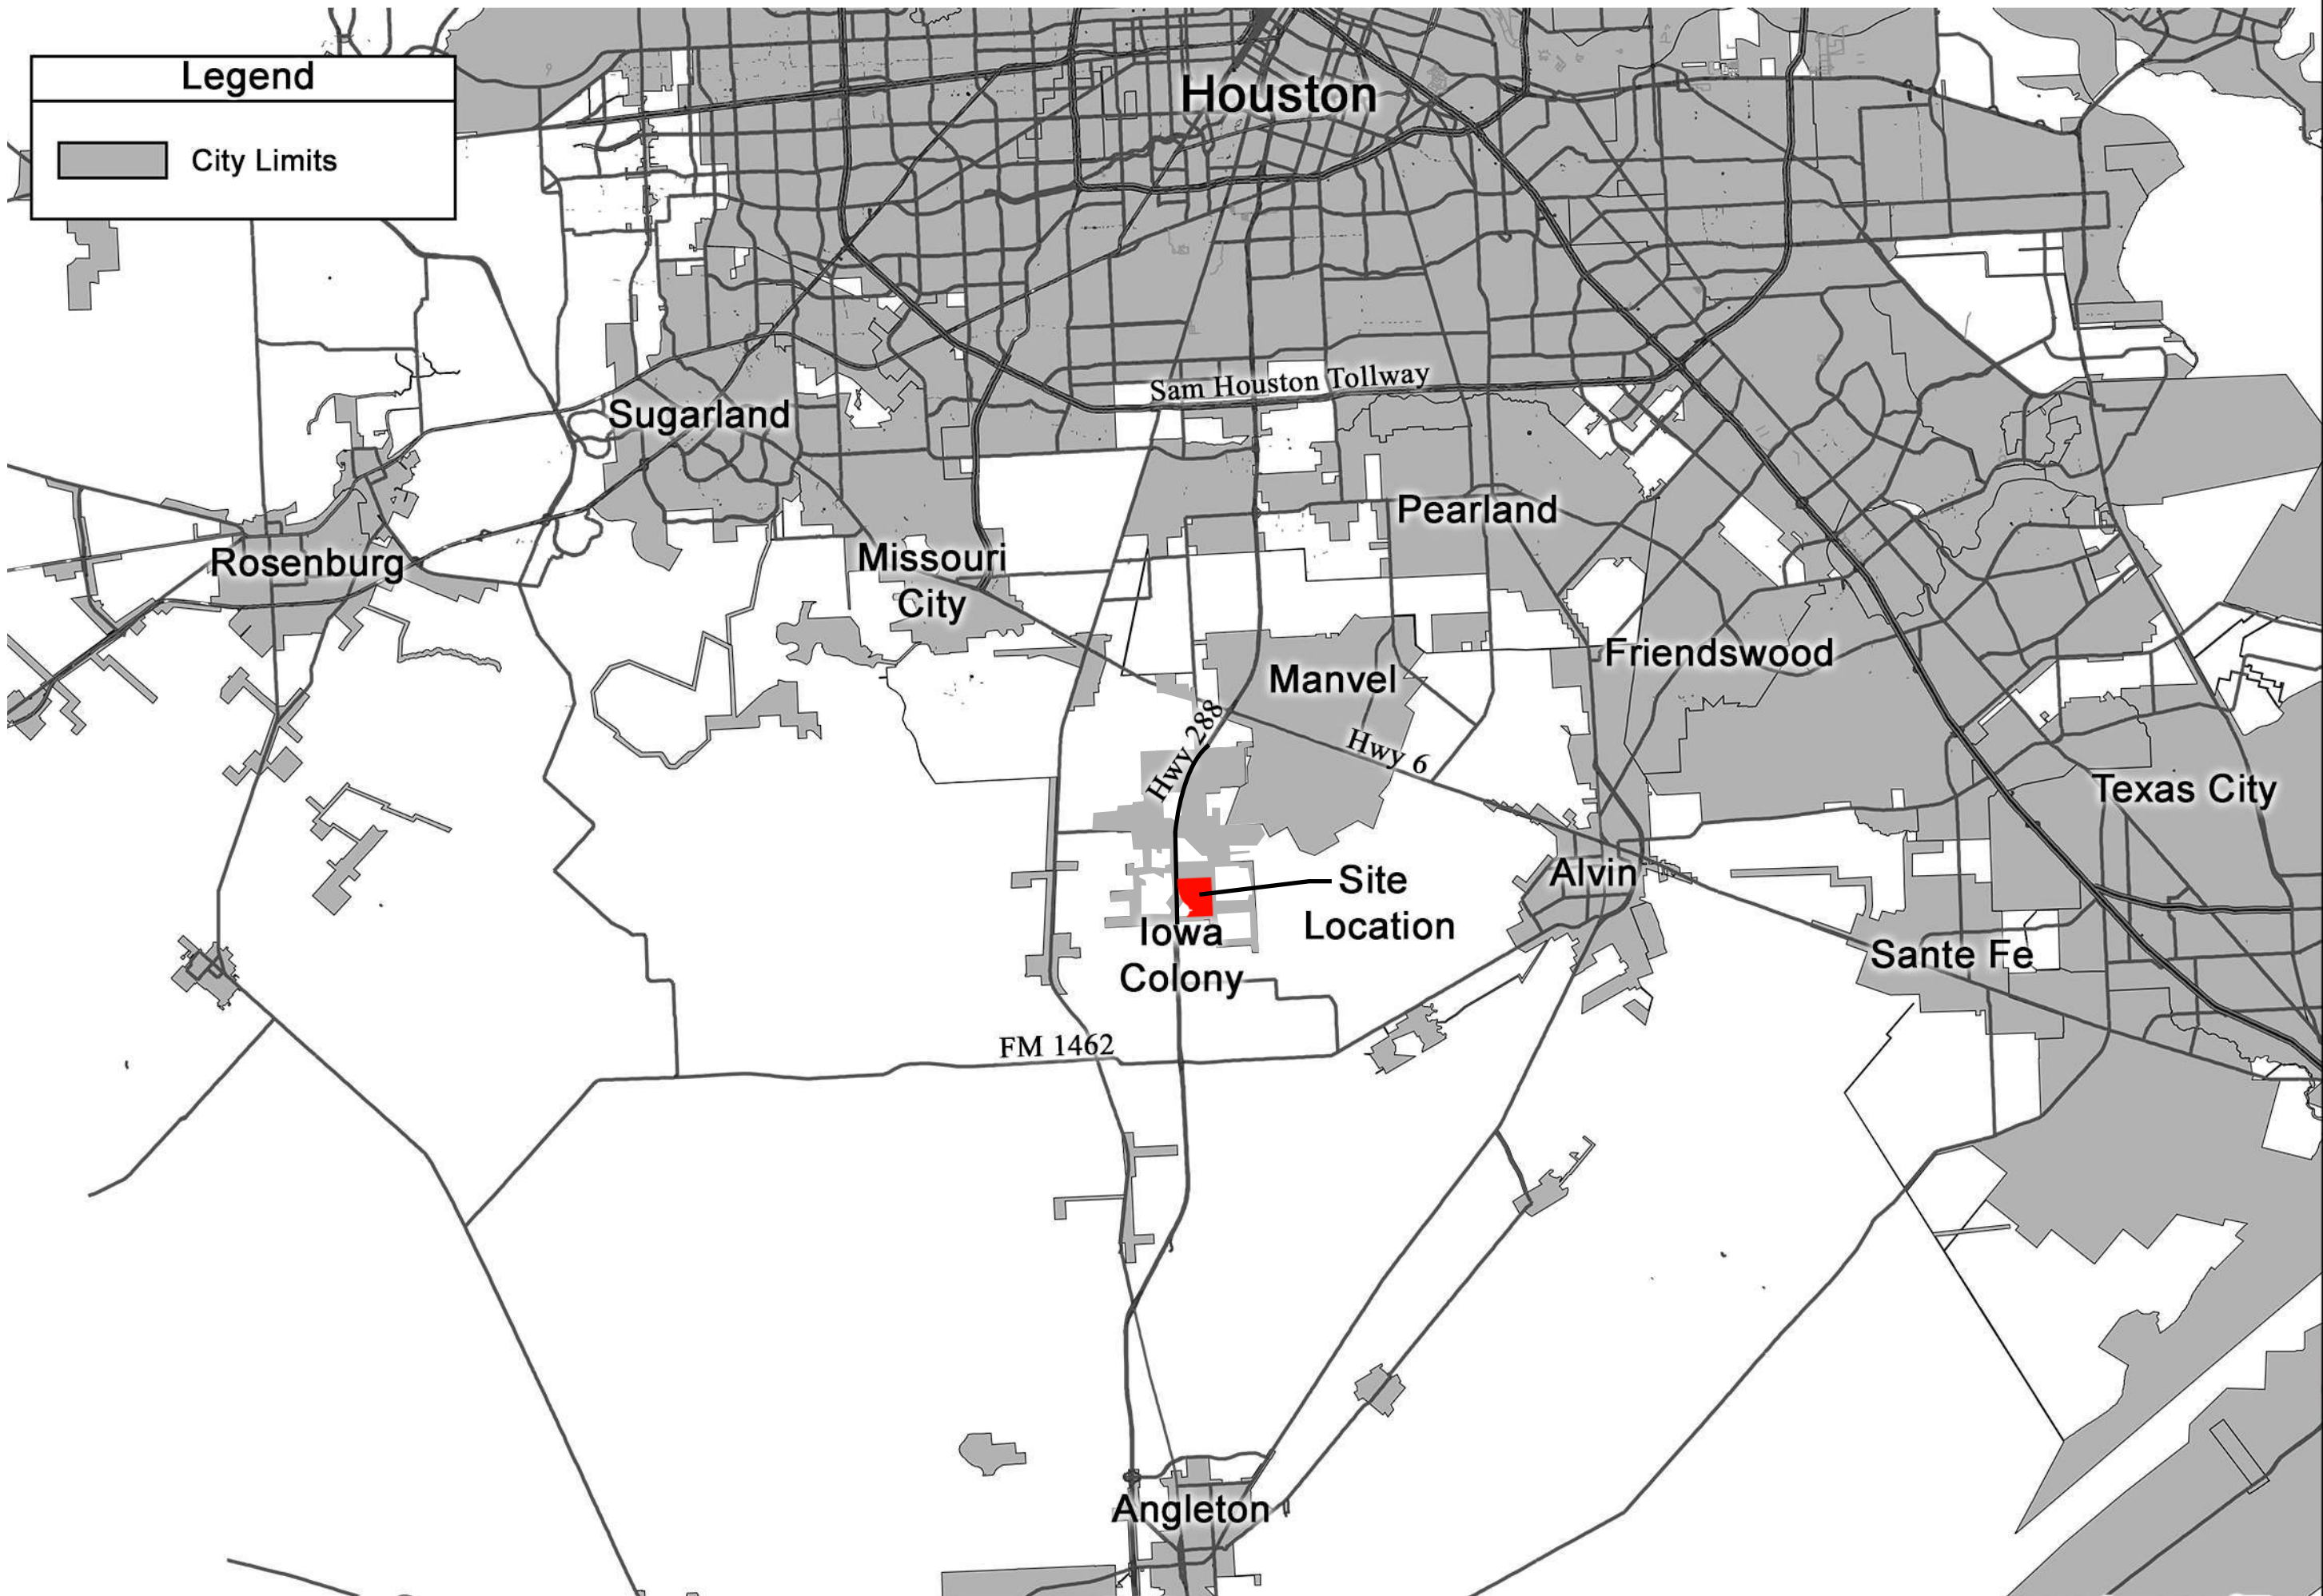 Legend
City Limits
Houston
Sam Houston Tollway
Sugarland
Pearland
Rosenburg
Missouri
City
Friendswood
Manvel
Hwy 288
Hwy 6
Texas City
Site
Location
Alvin
Iowa
Colony
Sante Fe
FM 1462
Angleton